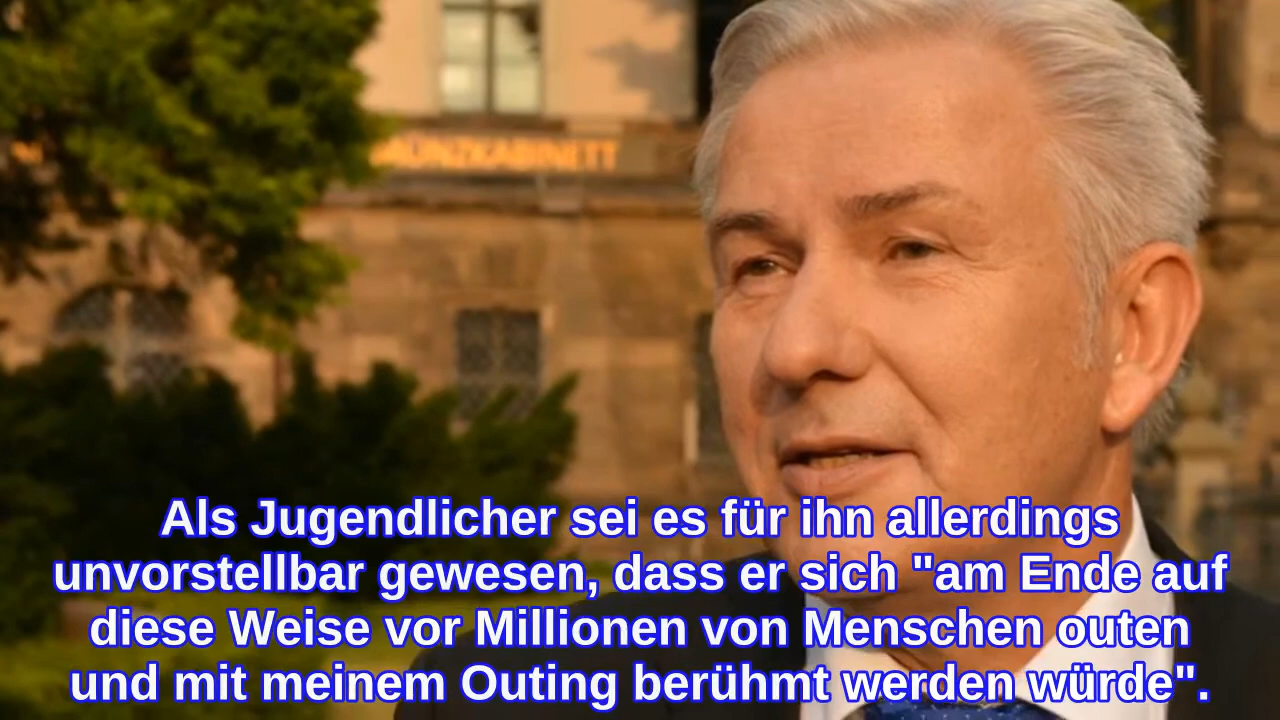 MÜNZKABINETT
Als Jugendlicher sei es für ihn allerdings
unvorstellbar gewesen, dass er sich "am Ende auf
diese Weise vor Millionen von Menschen outen
und mit meinem Outing berühmt werden würde".